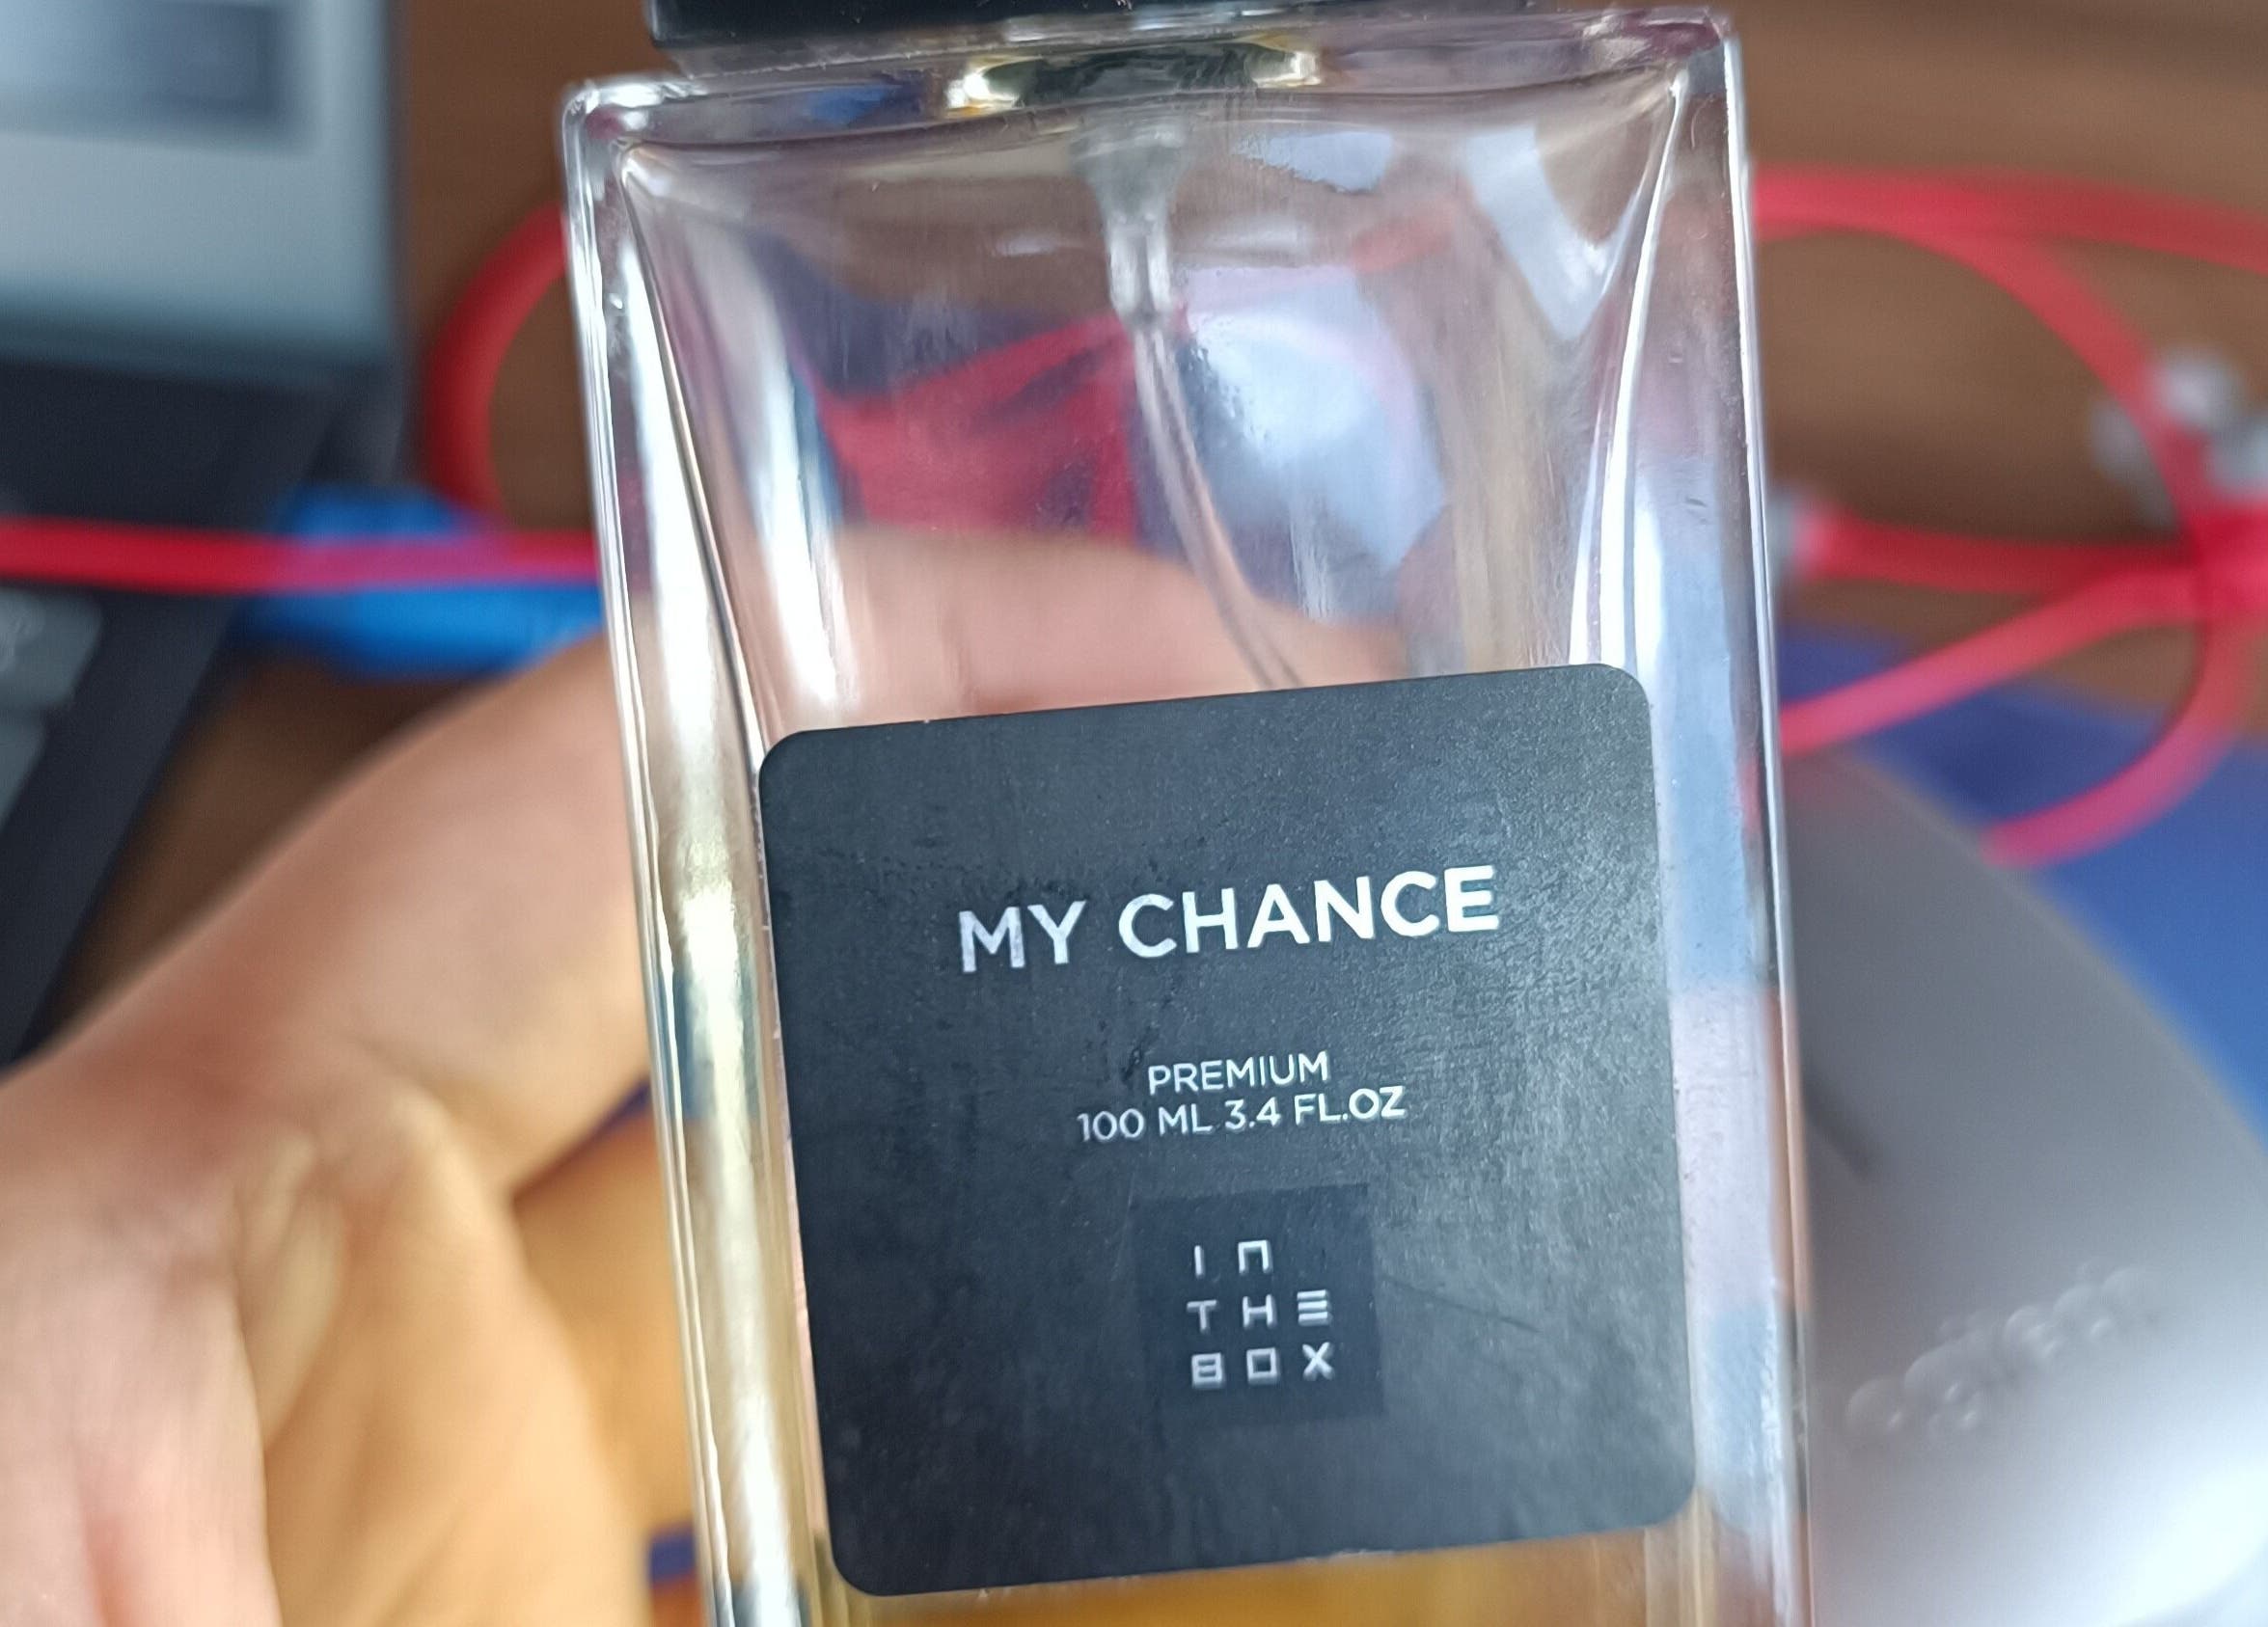 MY CHANCE
PREMIUM
100 ML 3.4 FL.OZ
IN
THE
BOX